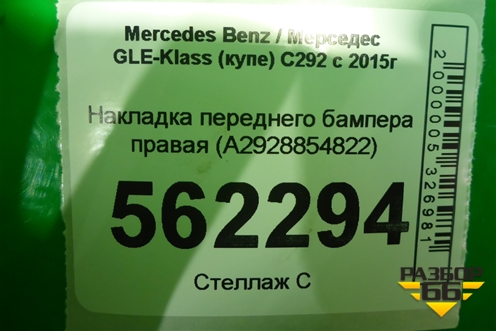 Mercedes Benz / Мерседес
GLE-Klass (купе) C292 с 2015г
Накладка переднего бампера
правая (A2928854822)
562294
Стеллаж С
2000005326981
РАЗБОР
66